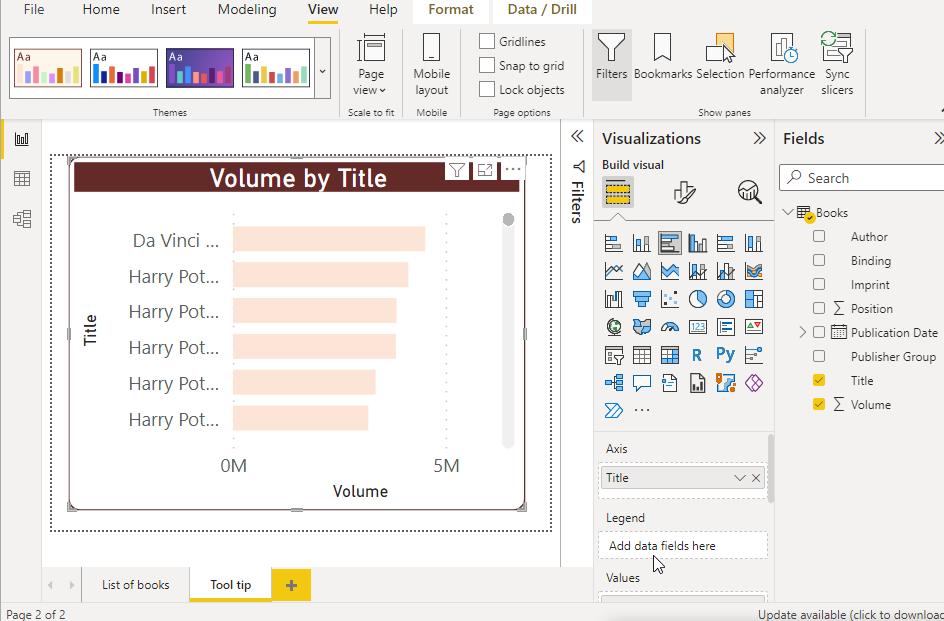 File Home Insert Modeling View Help Format Data / Drill
Aa Aa Aa Aa
Page view
Mobile layout
Gridlines
Snap to grid
Lock objects
Filters
Bookmarks
Selection
Performance analyzer
Sync slicers
Themes Scale to fit Mobile Page options Show panes
Volume by Title
Title
Da Vinci ...
Harry Pot...
Harry Pot...
Harry Pot...
Harry Pot...
Harry Pot...
0M 5M
Volume
Filters
Visualizations
Build visual
123
R Py
Axis
Title
Legend
Add data fields here
Values
Fields
Search
Books
Author
Binding
Imprint
Position
Publication Date
Publisher Group
Title
Volume
List of books Tool tip
Page 2 of 2
Update available (click to download